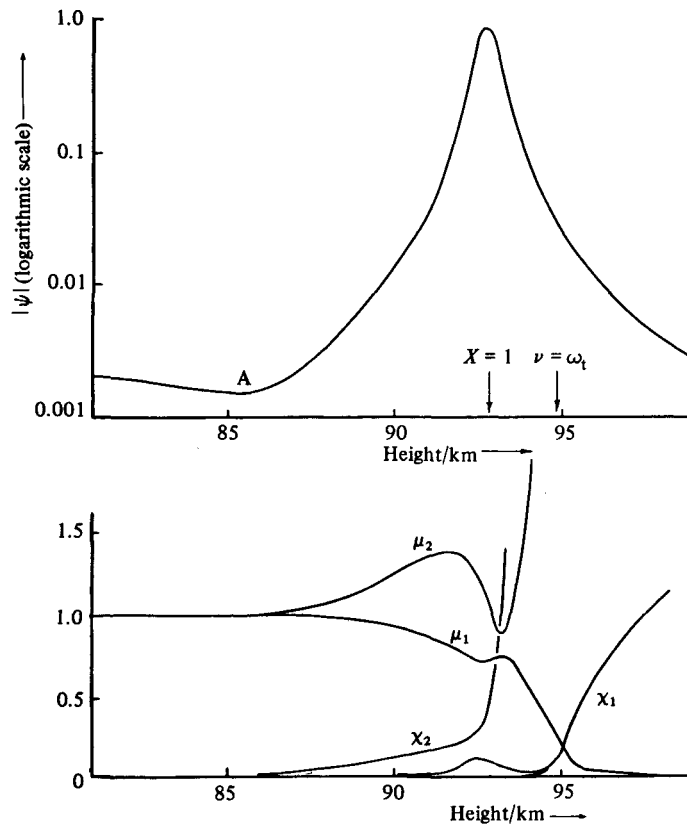 |ψ| (logarithmic scale) ⟶
1.0
0.1
0.01
0.001
A
X = 1
ν = ω_t
85
90
95
Height/km ⟶
1.5
1.0
0.5
0
μ₂
μ₁
χ₂
χ₁
85
90
95
Height/km ⟶